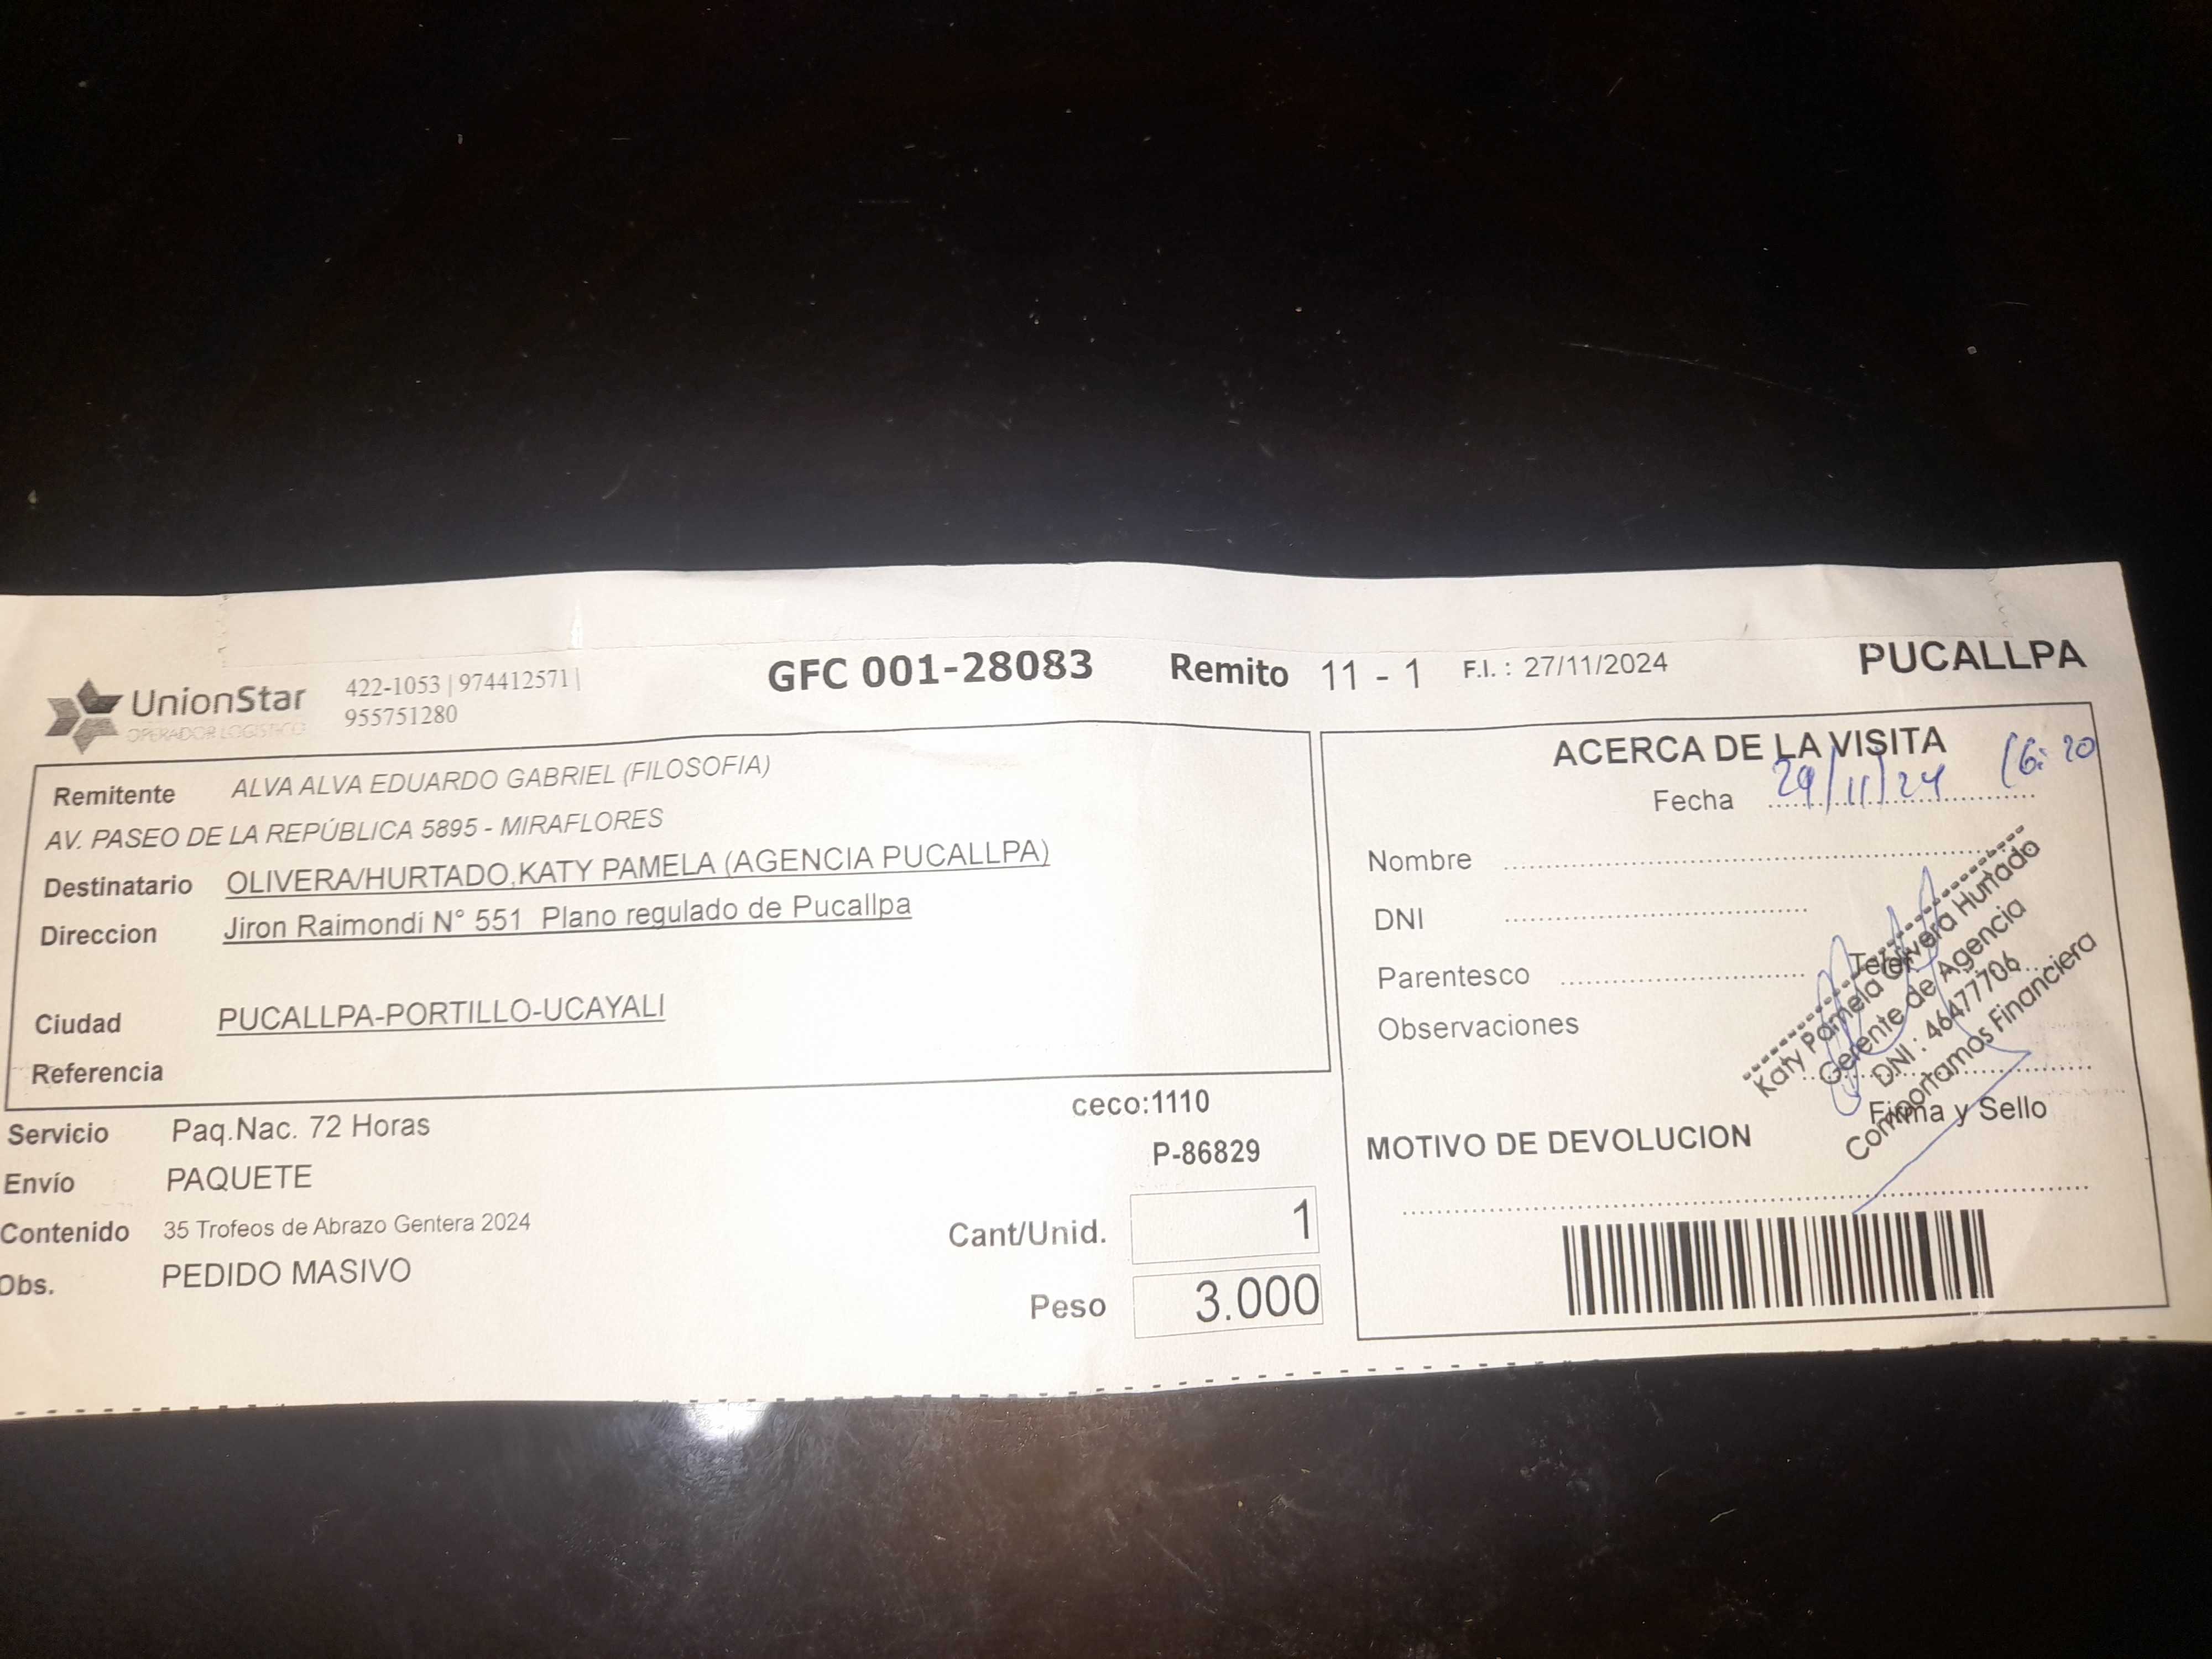 UnionStar
OPERADOR LOGISTICO
422-1053 | 974412571 |
955751280
GFC 001-28083
Remito 11 - 1
F.I. : 27/11/2024
PUCALLPA
Remitente ALVA ALVA EDUARDO GABRIEL (FILOSOFIA)
AV. PASEO DE LA REPÚBLICA 5895 - MIRAFLORES
Destinatario OLIVERA/HURTADO,KATY PAMELA (AGENCIA PUCALLPA)
Direccion Jiron Raimondi N° 551 Plano regulado de Pucallpa
Ciudad PUCALLPA-PORTILLO-UCAYALI
Referencia
Servicio Paq.Nac. 72 Horas
Envío PAQUETE
Contenido 35 Trofeos de Abrazo Gentera 2024
Obs. PEDIDO MASIVO
ceco:1110
P-86829
Cant/Unid. 1
Peso 3.000
ACERCA DE LA VISITA
Fecha 29/11/24 16:20
Nombre
DNI
Parentesco
Observaciones
Katy Pamela Olivera Hurtado
Gerente de Agencia
DNI : 46477706
Compartamos Financiera
Firma y Sello
MOTIVO DE DEVOLUCION